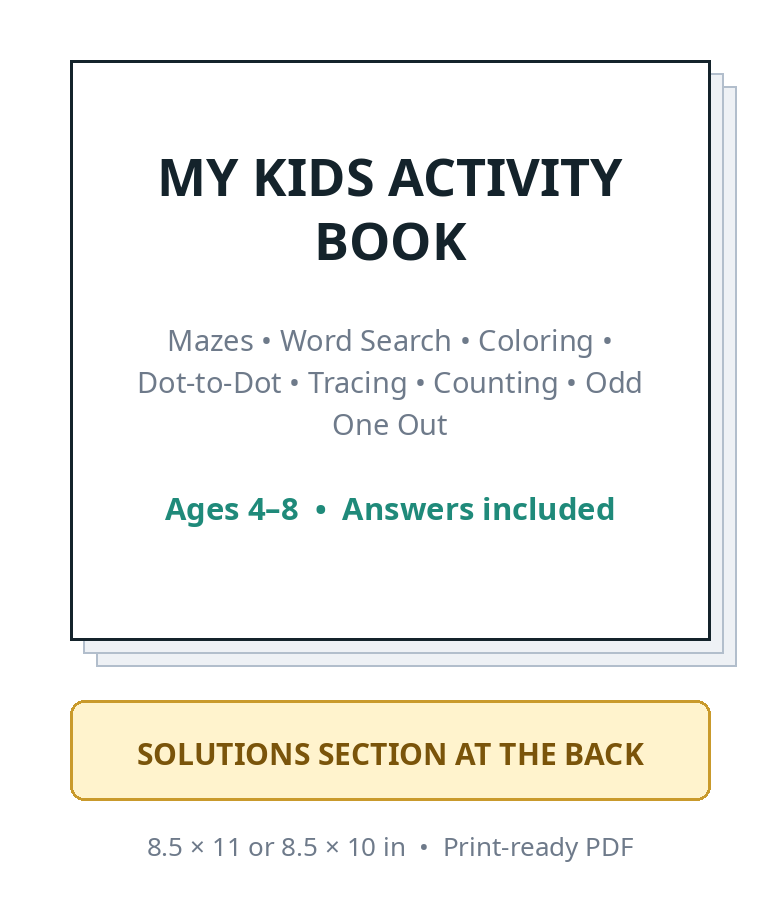 MY KIDS ACTIVITY
BOOK
Mazes • Word Search • Coloring •
Dot-to-Dot • Tracing • Counting • Odd
One Out
Ages 4–8 • Answers included
SOLUTIONS SECTION AT THE BACK
8.5 × 11 or 8.5 × 10 in • Print-ready PDF